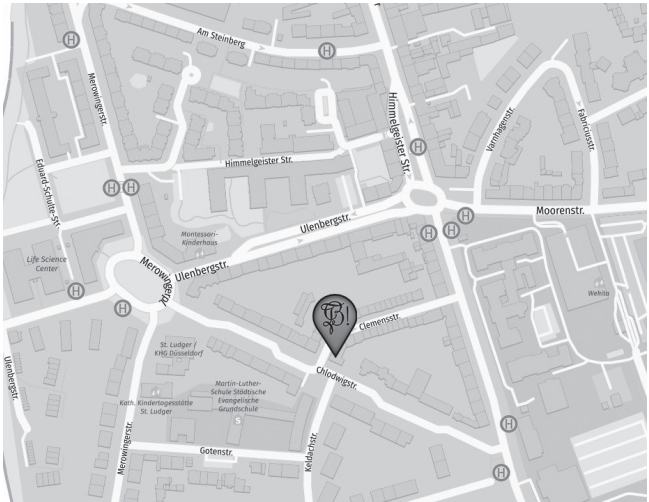 Am Steinberg
H
H
Merowingerstr.
Himmelgeister Str.
Varnhagenstr.
Fabriciusstr.
H
Himmelgeister Str.
Eduard-Schulte-Str.
H H
Ulenbergstr.
Moorenstr.
H
H
H
Montessori-
Kinderhaus
Life Science
Center
Merowingerpl
Ulenbergstr.
H
H
Wekita
Clemensstr.
St. Ludger /
KHG Düsseldorf
Ulenbergstr.
Chlodwigstr.
Martin-Luther-
Schule Städtische
Evangelische
Grundschule
Kath. Kindertagesstätte
St. Ludger
S
H
Merowingerstr.
Gotenstr.
Keldachstr.
H